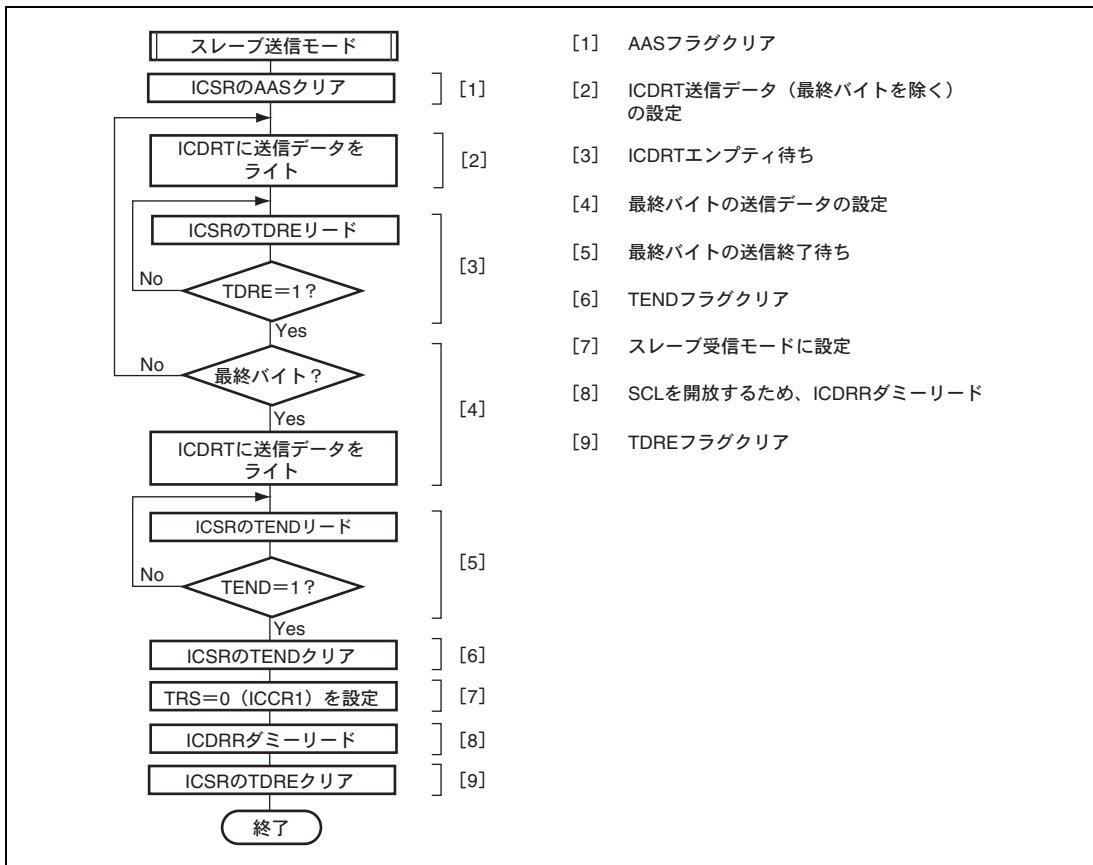 スレーブ送信モード
ICSRのAASクリア
[1]
ICDRTに送信データを
ライト
[2]
ICSRのTDREリード
[3]
No
TDRE=1?
Yes
No
最終バイト?
[4]
Yes
ICDRTに送信データを
ライト
ICSRのTENDリード
[5]
No
TEND=1?
Yes
ICSRのTENDクリア
[6]
TRS=0(ICCR1)を設定
[7]
ICDRRダミーリード
[8]
ICSRのTDREクリア
[9]
終了
[1] AASフラグクリア
[2] ICDRT送信データ(最終バイトを除く)
の設定
[3] ICDRTエンプティ待ち
[4] 最終バイトの送信データの設定
[5] 最終バイトの送信終了待ち
[6] TENDフラグクリア
[7] スレーブ受信モードに設定
[8] SCLを開放するため、ICDRRダミーリード
[9] TDREフラグクリア